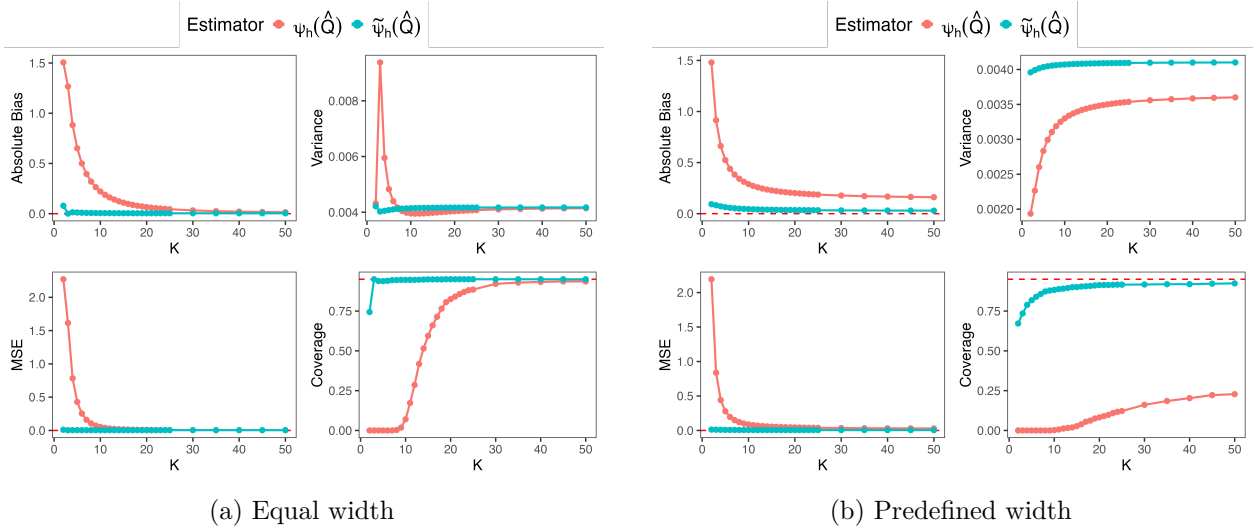 Estimator ψh(Q̂) ψ̃h(Q̂)
Absolute Bias
1.5
1.0
0.5
0.0
0 10 20 30 40 50
K
Variance
0.008
0.006
0.004
0 10 20 30 40 50
K
MSE
2.0
1.5
1.0
0.5
0.0
0 10 20 30 40 50
K
Coverage
0.75
0.50
0.25
0.00
0 10 20 30 40 50
K
(a) Equal width
Estimator ψh(Q̂) ψ̃h(Q̂)
Absolute Bias
1.5
1.0
0.5
0.0
0 10 20 30 40 50
K
Variance
0.0040
0.0035
0.0030
0.0025
0.0020
0 10 20 30 40 50
K
MSE
2.0
1.5
1.0
0.5
0.0
0 10 20 30 40 50
K
Coverage
0.75
0.50
0.25
0.00
0 10 20 30 40 50
K
(b) Predefined width